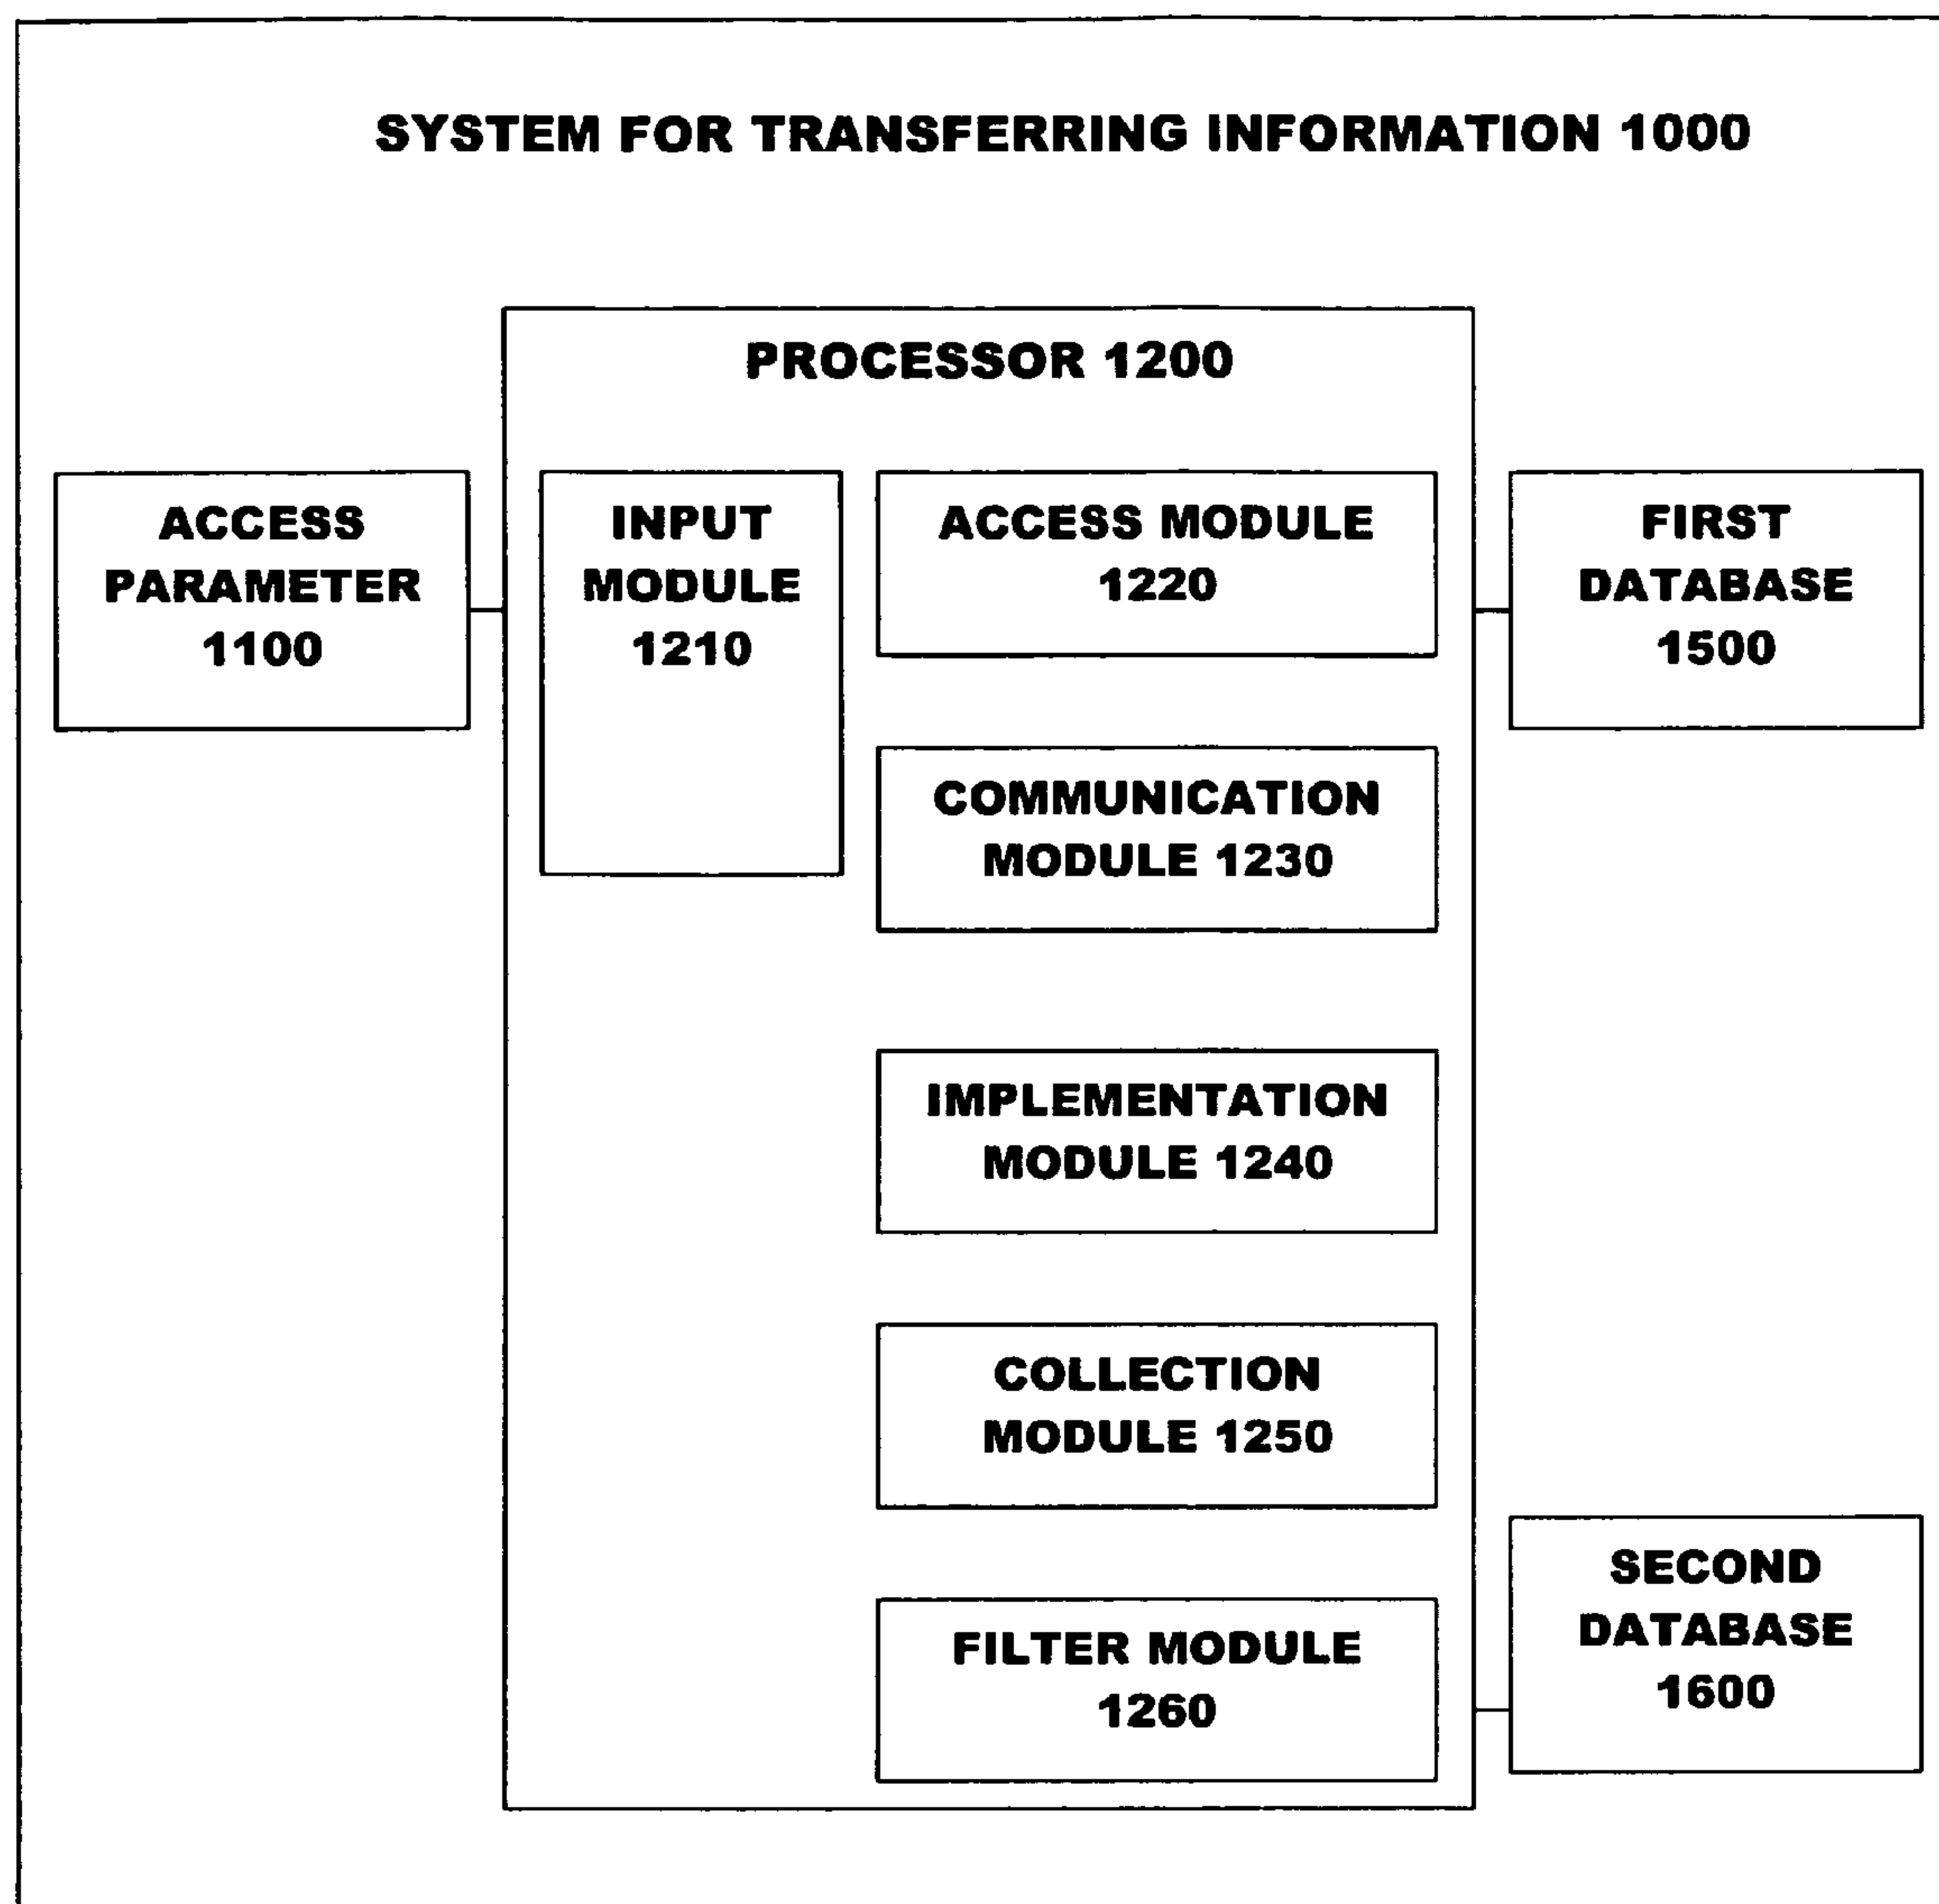 SYSTEM FOR TRANSFERRING INFORMATION 1000
PROCESSOR 1200
ACCESS
PARAMETER
1100
INPUT
MODULE
1210
ACCESS MODULE
1220
FIRST
DATABASE
1500
COMMUNICATION
MODULE 1230
IMPLEMENTATION
MODULE 1240
COLLECTION
MODULE 1250
SECOND
DATABASE
1600
FILTER MODULE
1260